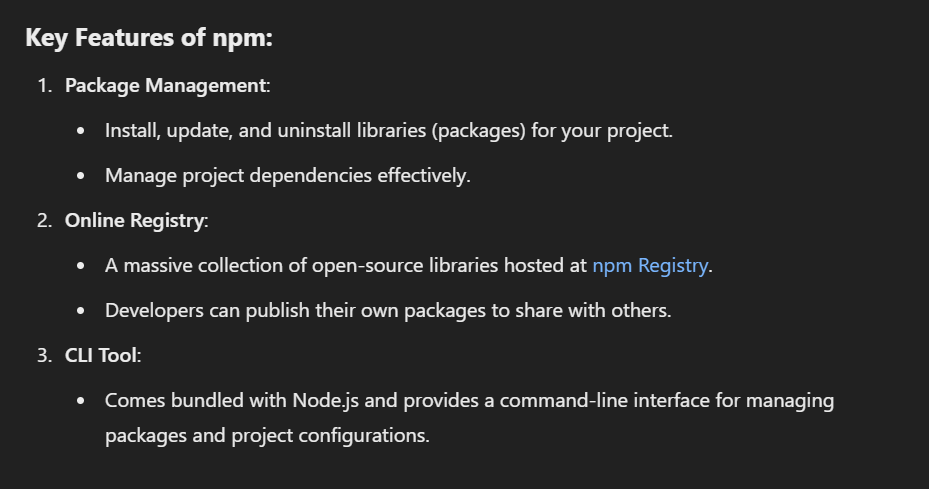 Key Features of npm:
1. Package Management:
• Install, update, and uninstall libraries (packages) for your project.
• Manage project dependencies effectively.
2. Online Registry:
• A massive collection of open-source libraries hosted at npm Registry.
• Developers can publish their own packages to share with others.
3. CLI Tool:
• Comes bundled with Node.js and provides a command-line interface for managing
packages and project configurations.